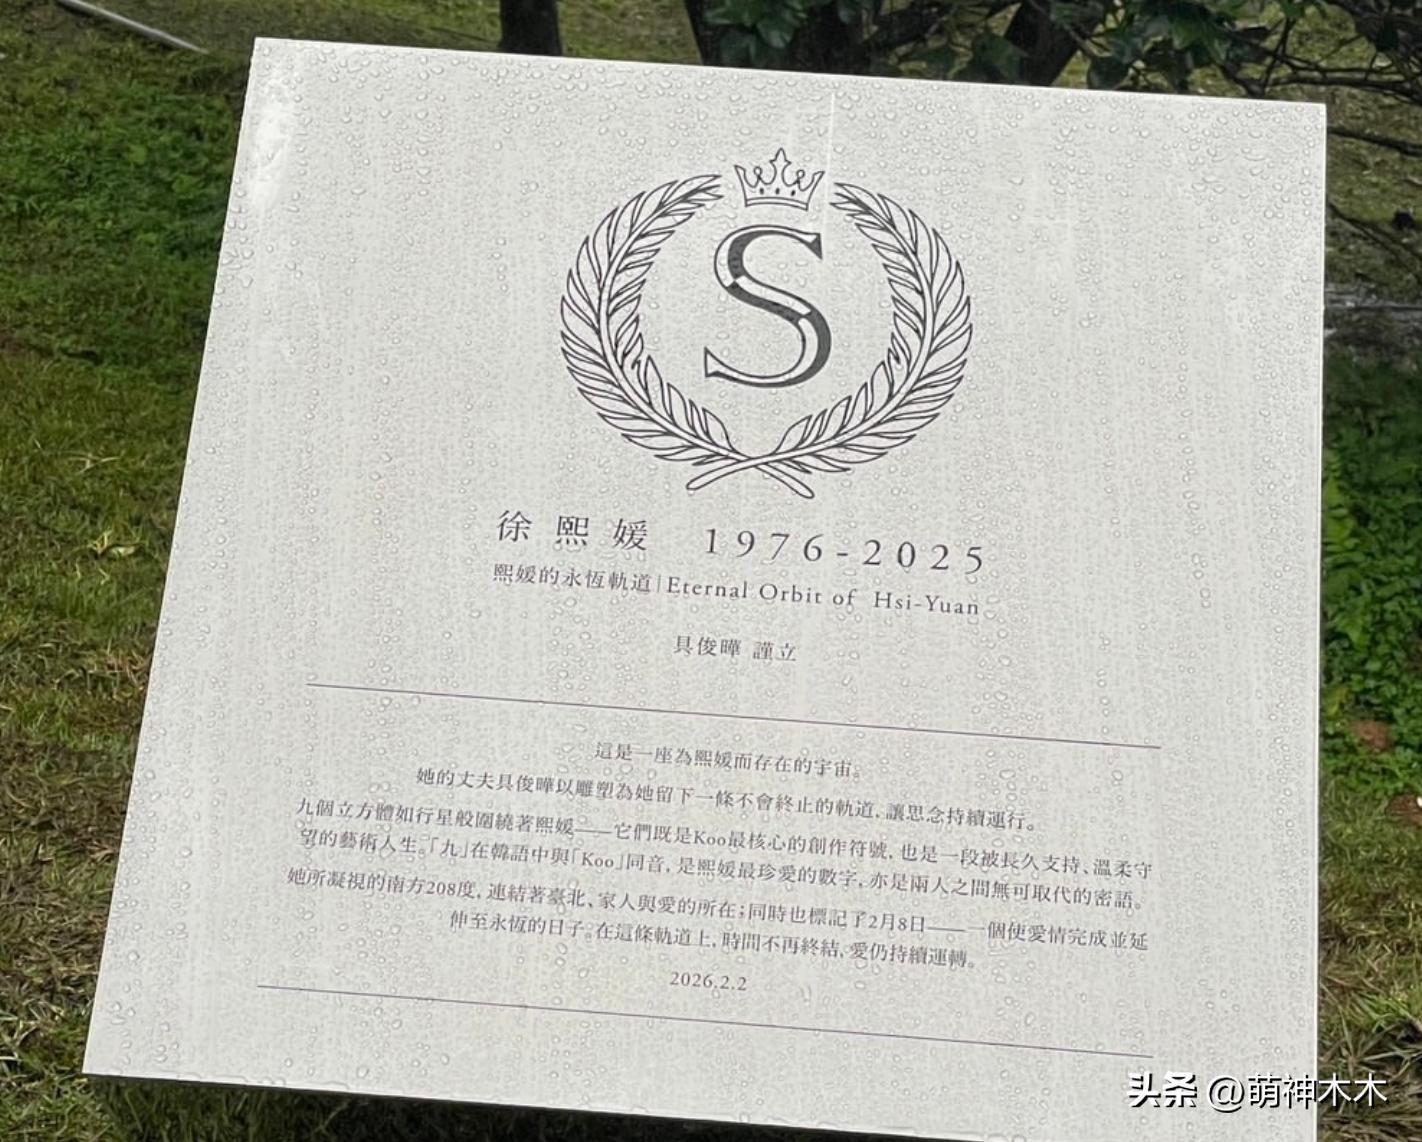 S
徐熙媛 1976-2025
熙媛的永恆軌道|Eternal Orbit of Hsi-Yuan
具俊曄 謹立
這是一座為熙媛而存在的宇宙。
她的丈夫具俊曄以雕塑為她留下一條不會終止的軌道,讓思念持續運行。
九個立方體如行星般圍繞著熙媛——它們既是Koo最核心的創作符號,也是一段被長久支持、溫柔守
望的藝術人生。「九」在韓語中與「Koo」同音,是熙媛最珍愛的數字,亦是兩人之間無可取代的密語。
她所凝視的南方208度,連結著臺北、家人與愛的所在;同時也標記了2月8日——一個使愛情完成並延
伸至永恆的日子。在這條軌道上,時間不再終結,愛仍持續運轉。
2026.2.2
头条 @萌神木木